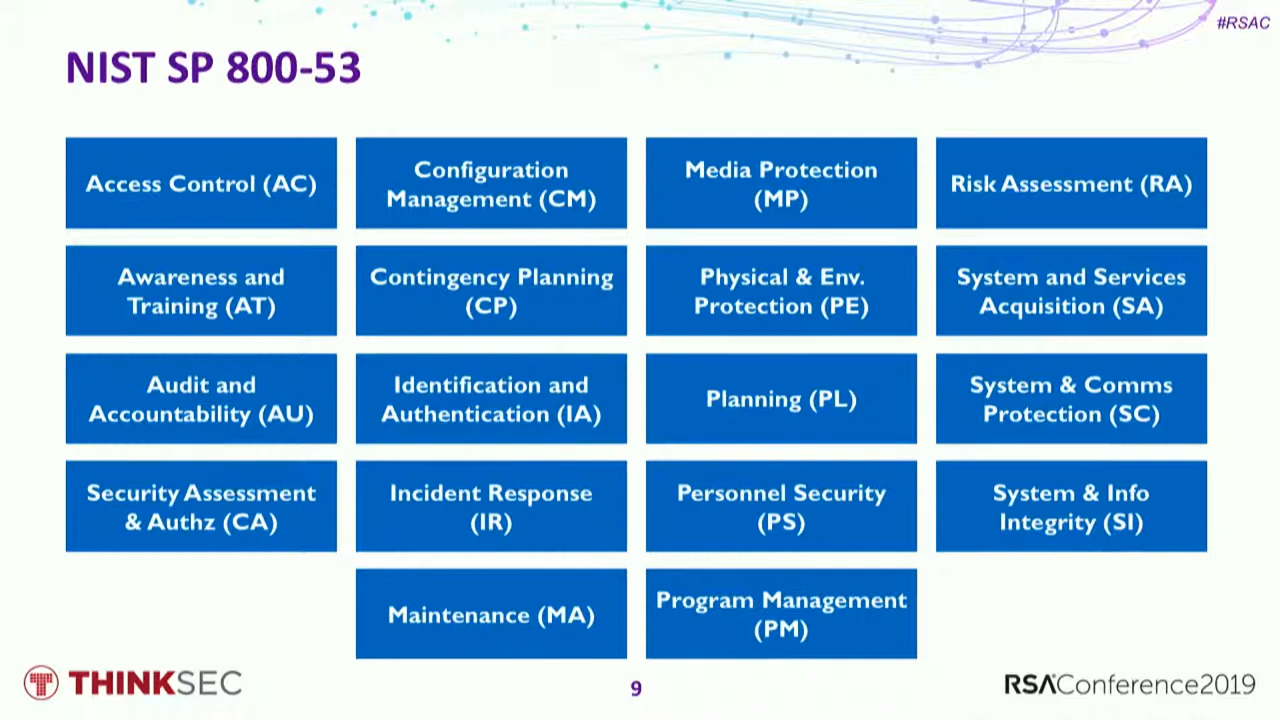 #RSAC
NIST SP 800-53
Access Control (AC)
Configuration
Management (CM)
Media Protection
(MP)
Risk Assessment (RA)
Awareness and
Training (AT)
Contingency Planning
(CP)
Physical & Env.
Protection (PE)
System and Services
Acquisition (SA)
Audit and
Accountability (AU)
Identification and
Authentication (IA)
Planning (PL)
System & Comms
Protection (SC)
Security Assessment
& Authz (CA)
Incident Response
(IR)
Personnel Security
(PS)
System & Info
Integrity (SI)
Maintenance (MA)
Program Management
(PM)
THINKSEC
9
RSAConference2019